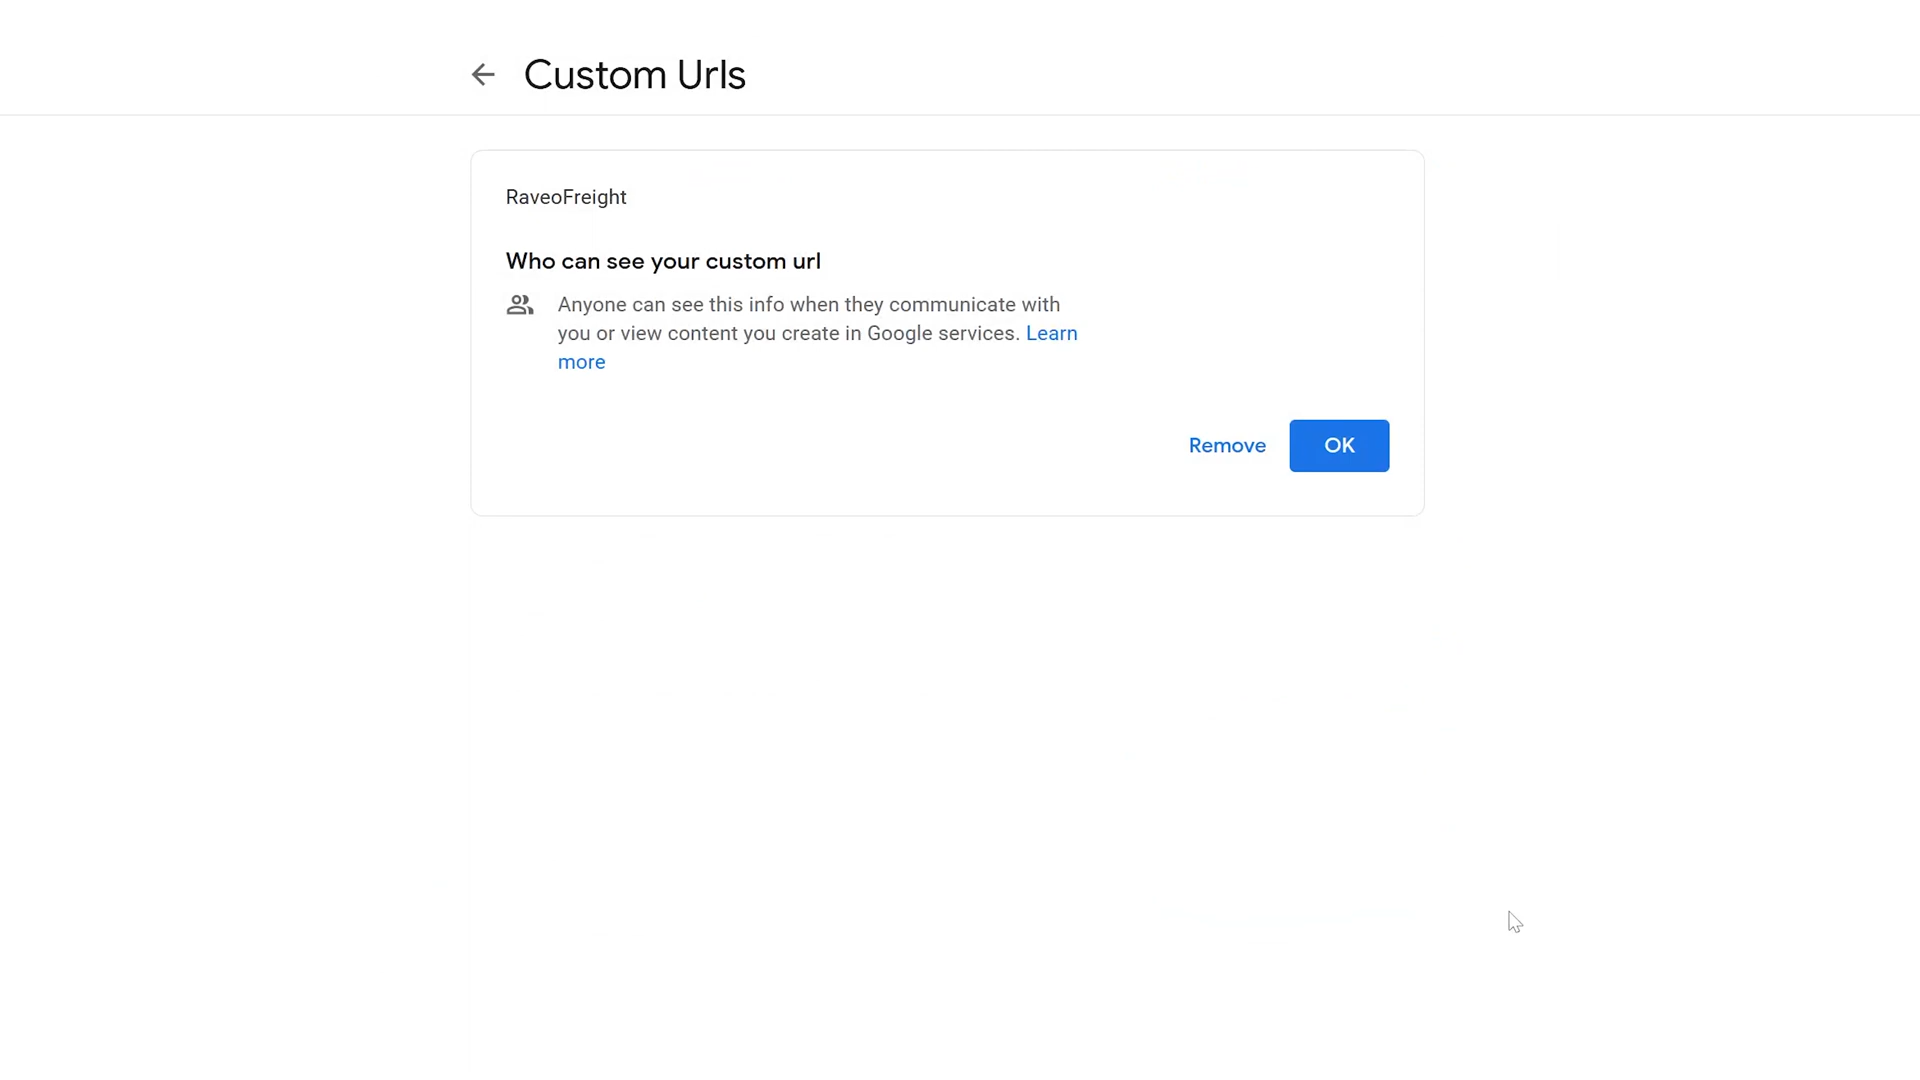 Custom Urls
RaveoFreight
Who can see your custom url
Anyone can see this info when they communicate with
you or view content you create in Google services. Learn
more
Remove
OK